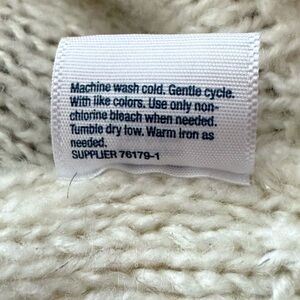 Machine wash cold. Gentle cycle.
With like colors. Use only non-
chlorine bleach when needed.
Tumble dry low. Warm iron as
needed.
SUPPLIER 76179-1